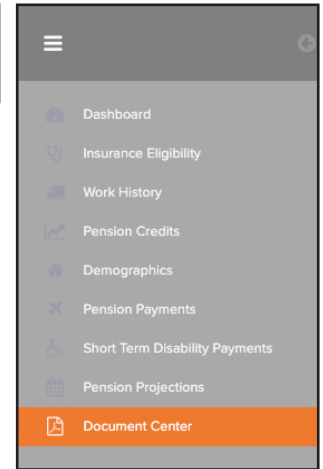 Dashboard
Insurance Eligibility
Work History
Pension Credits
Demographics
Pension Payments
Short Term Disability Payments
Pension Projections
Document Center